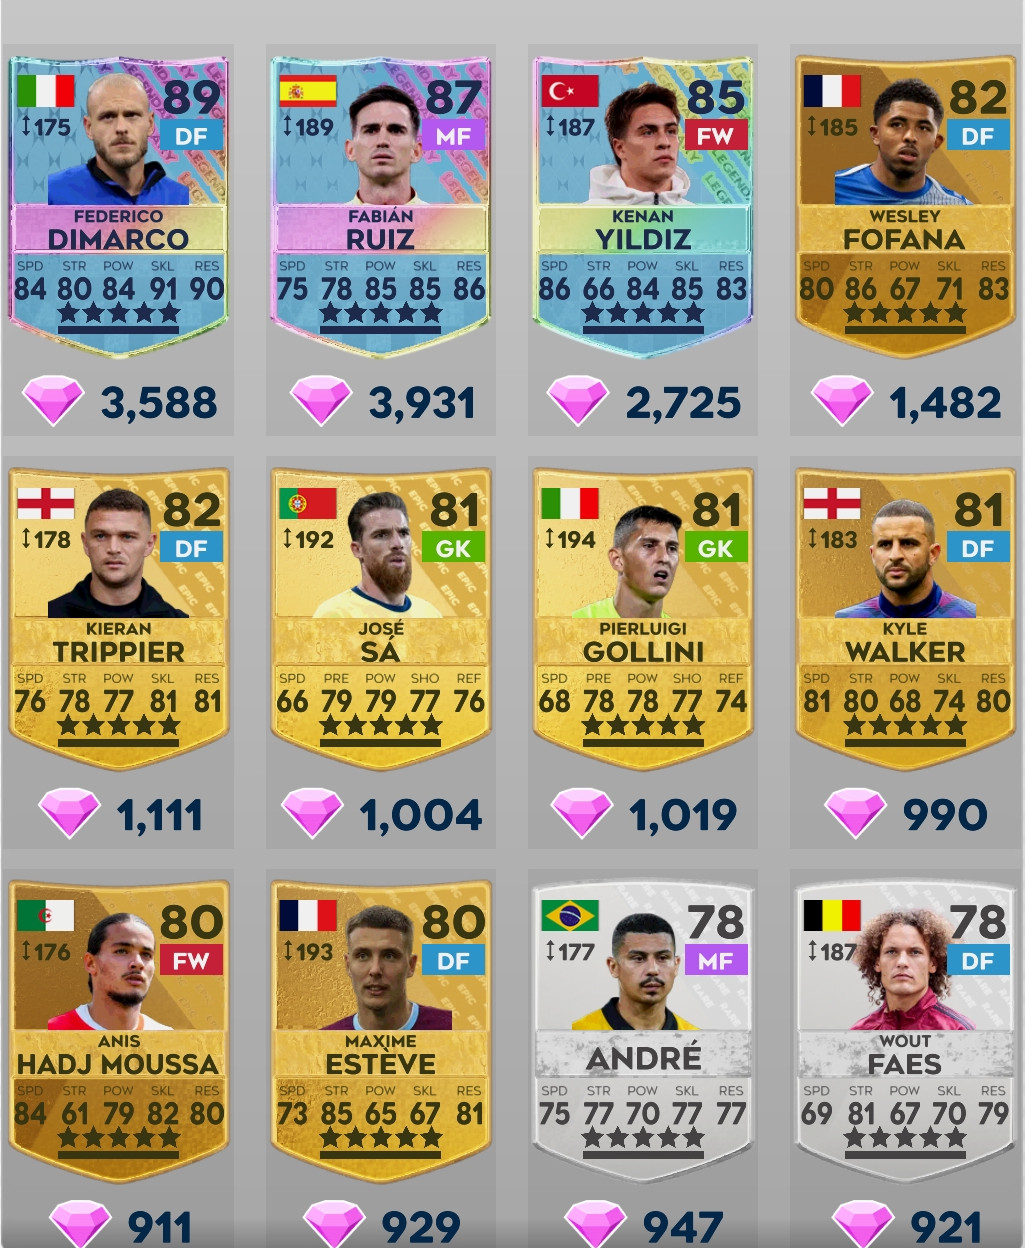 89
175
DF
FEDERICO
DIMARCO
SPD STR POW SKL RES
84 80 84 91 90
3,588
87
189
MF
FABIÁN
RUIZ
SPD STR POW SKL RES
75 78 85 85 86
3,931
85
187
FW
KENAN
YILDIZ
SPD STR POW SKL RES
86 66 84 85 83
2,725
82
185
DF
WESLEY
FOFANA
SPD STR POW SKL RES
80 86 67 71 83
1,482
82
178
DF
KIERAN
TRIPPIER
SPD STR POW SKL RES
76 78 77 81 81
1,111
81
192
GK
JOSÉ
SÁ
SPD PRE POW SHO REF
66 79 79 77 76
1,004
81
194
GK
PIERLUIGI
GOLLINI
SPD PRE POW SHO REF
68 78 78 77 74
1,019
81
183
DF
KYLE
WALKER
SPD STR POW SKL RES
81 80 68 74 80
990
80
176
FW
ANIS
HADJ MOUSSA
SPD STR POW SKL RES
84 61 79 82 80
911
80
193
DF
MAXIME
ESTÈVE
SPD STR POW SKL RES
73 85 65 67 81
929
78
177
MF
ANDRÉ
SPD STR POW SKL RES
75 77 70 77 77
947
78
187
DF
WOUT
FAES
SPD STR POW SKL RES
69 81 67 70 79
921